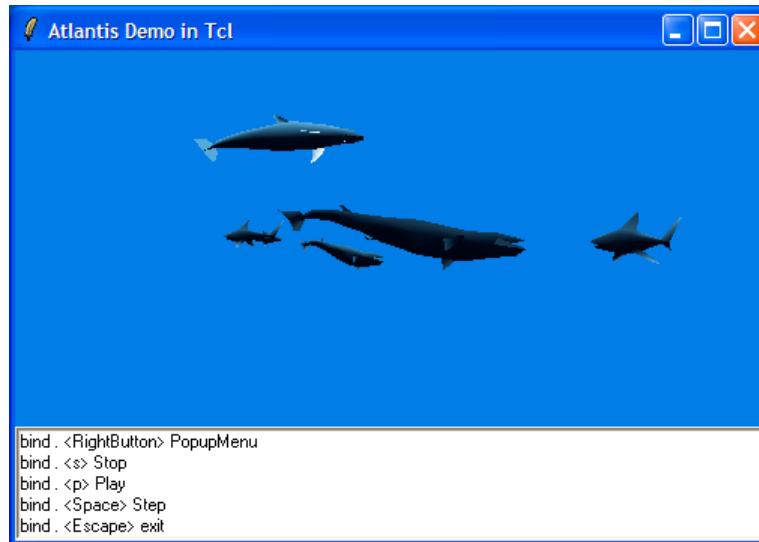 Atlantis Demo in Tcl
bind . <RightButton> PopupMenu
bind . <s> Stop
bind . <p> Play
bind . <Space> Step
bind . <Escape> exit